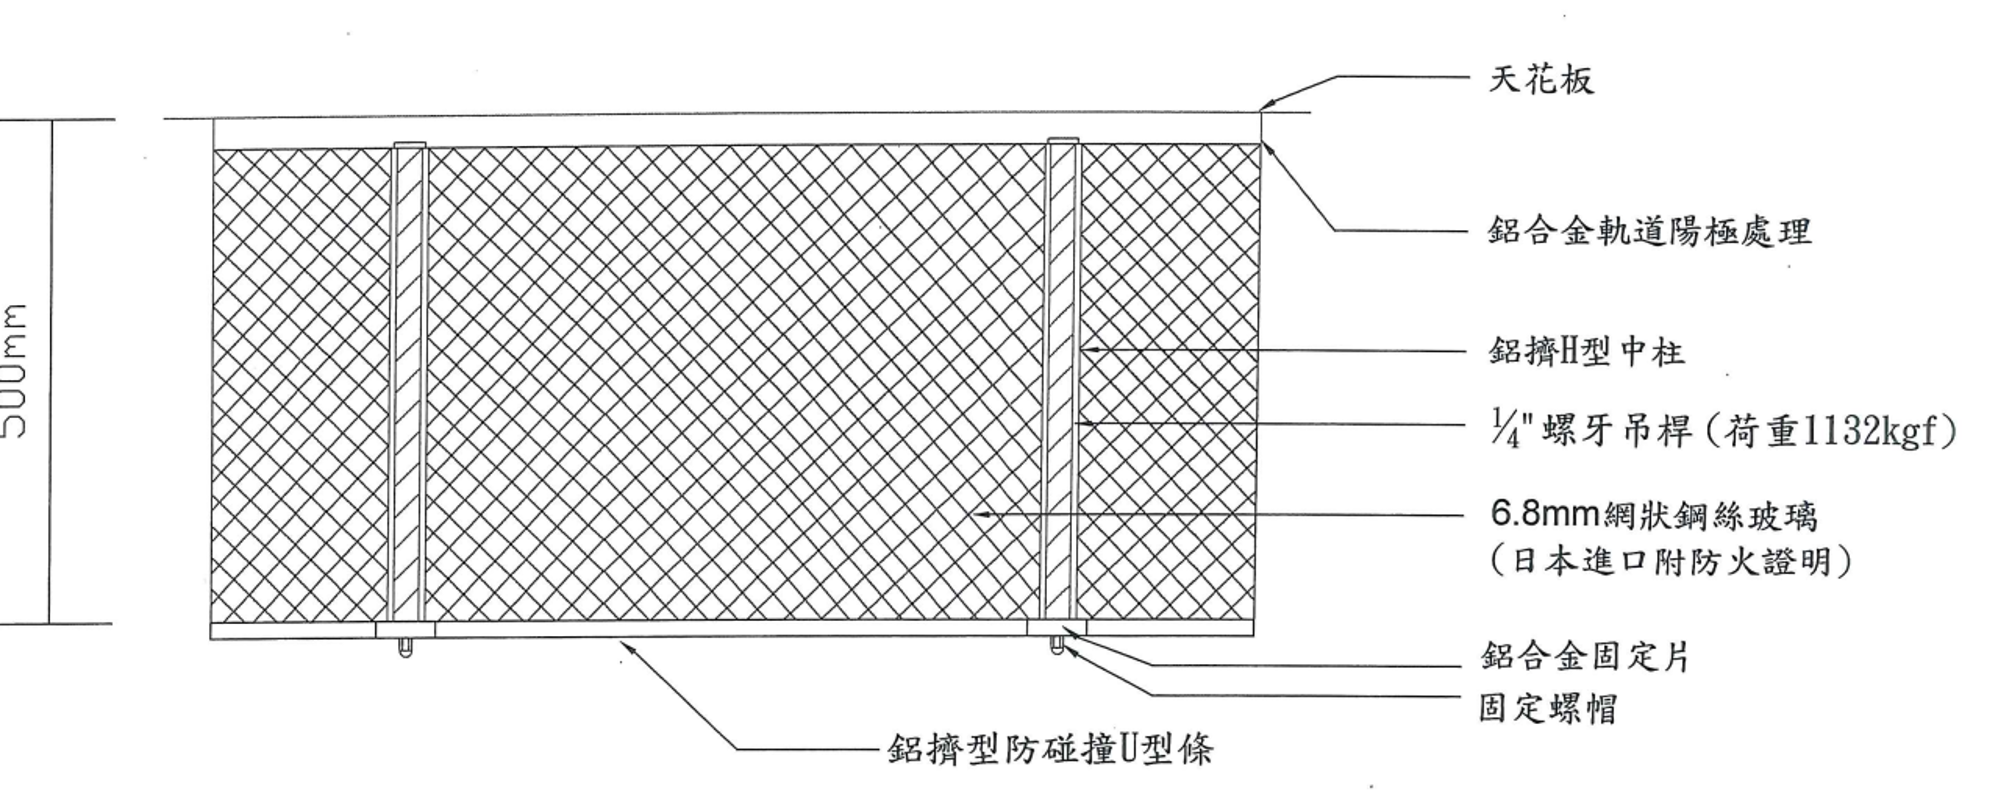 天花板
鋁合金軌道陽極處理
500mm
鋁擠H型中柱
¼"螺牙吊桿(荷重1132kgf)
6.8mm網狀鋼絲玻璃
(日本進口附防火證明)
鋁合金固定片
固定螺帽
鋁擠型防碰撞U型條